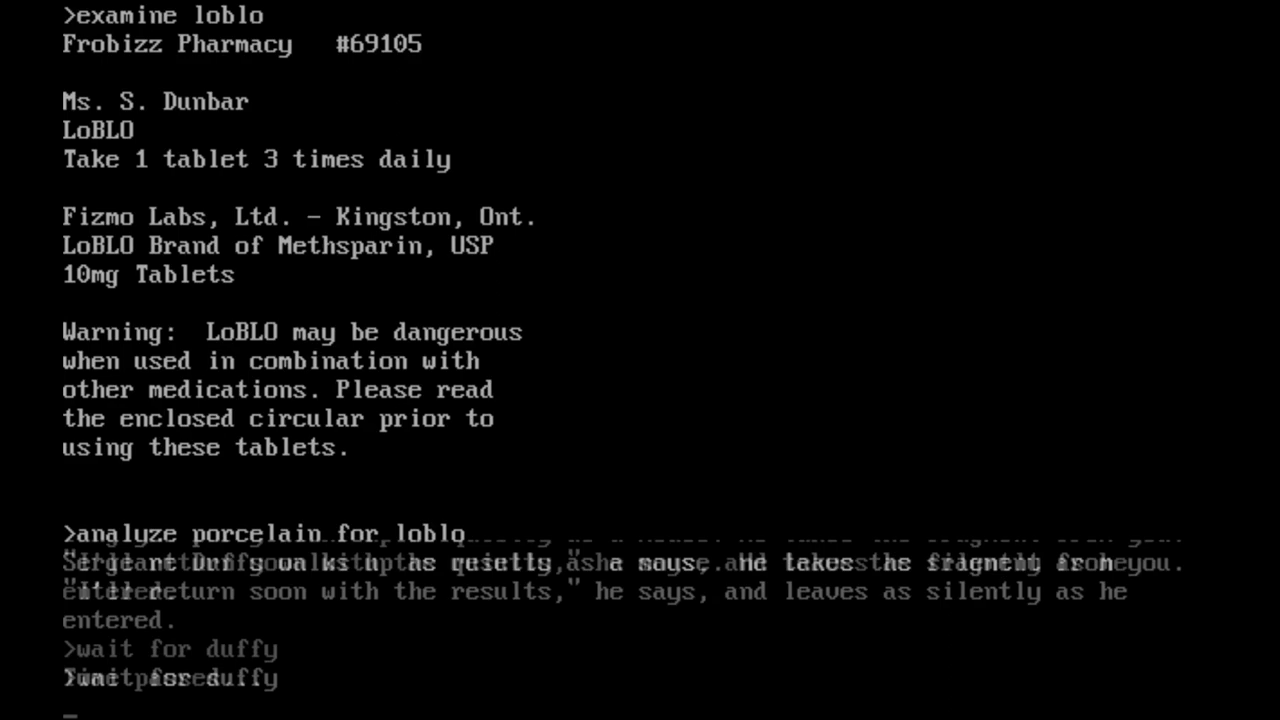 >examine loblo
Frobizz Pharmacy   #69105
Ms. S. Dunbar
LoBLO
Take 1 tablet 3 times daily
Fizmo Labs, Ltd. - Kingston, Ont.
LoBLO Brand of Methsparin, USP
10mg Tablets
Warning:  LoBLO may be dangerous
when used in combination with
other medications. Please read
the enclosed circular prior to
using these tablets.
>analyze porcelain for loblo
"I'll return soon with the results," he says, and leaves as silently as he
entered.
>wait for duffy